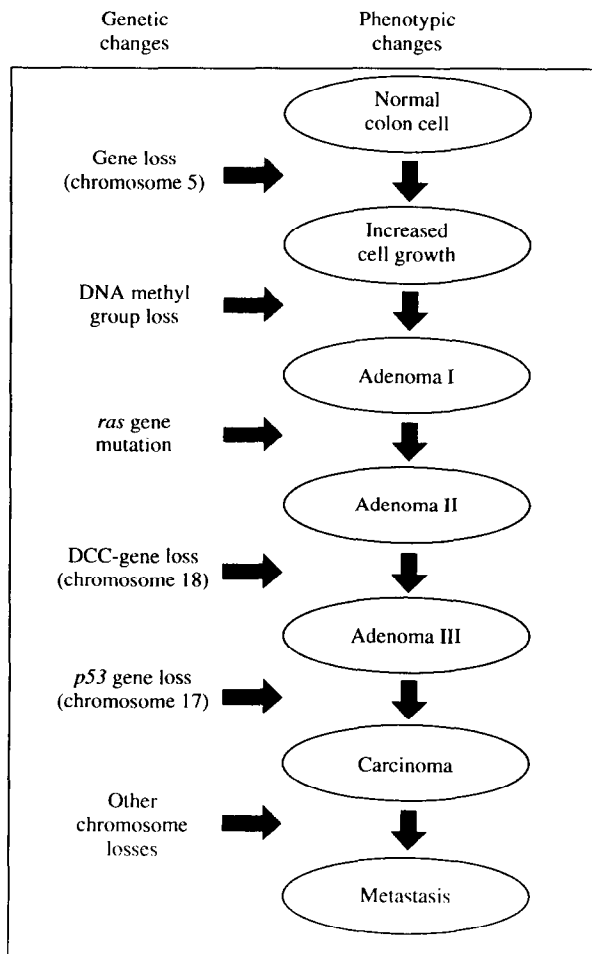 Genetic
changes
Phenotypic
changes
Normal
colon cell
Gene loss
(chromosome 5)
Increased
cell growth
DNA methyl
group loss
Adenoma I
ras gene
mutation
Adenoma II
DCC-gene loss
(chromosome 18)
Adenoma III
p53 gene loss
(chromosome 17)
Carcinoma
Other
chromosome
losses
Metastasis